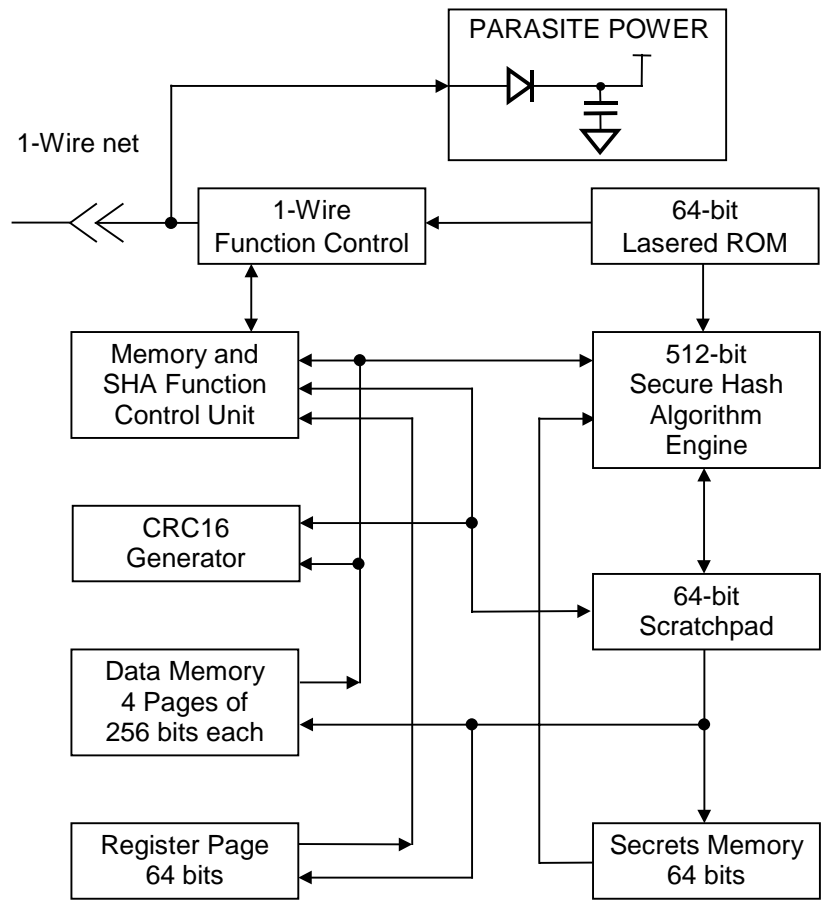 PARASITE POWER
1-Wire net
1-Wire
Function Control
64-bit
Lasered ROM
Memory and
SHA Function
Control Unit
512-bit
Secure Hash
Algorithm
Engine
CRC16
Generator
64-bit
Scratchpad
Data Memory
4 Pages of
256 bits each
Register Page
64 bits
Secrets Memory
64 bits